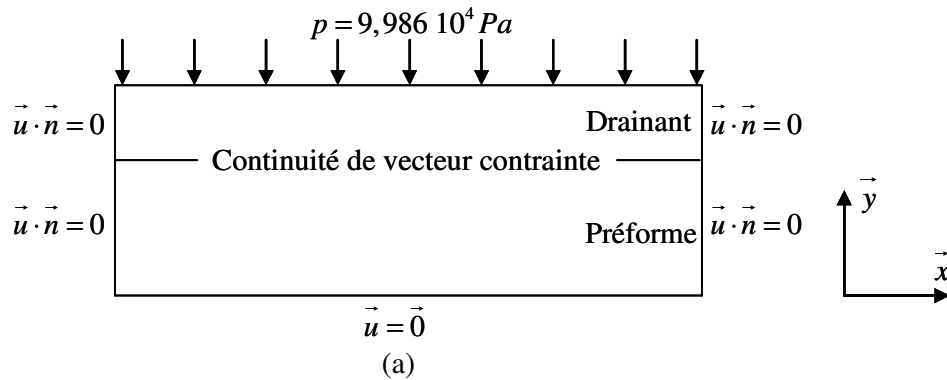 p = 9,986 10⁴ Pa
u⃗ · n⃗ = 0
Drainant
u⃗ · n⃗ = 0
Continuité de vecteur contrainte
u⃗ · n⃗ = 0
Préforme
u⃗ · n⃗ = 0
y⃗
x⃗
u⃗ = 0⃗
(a)